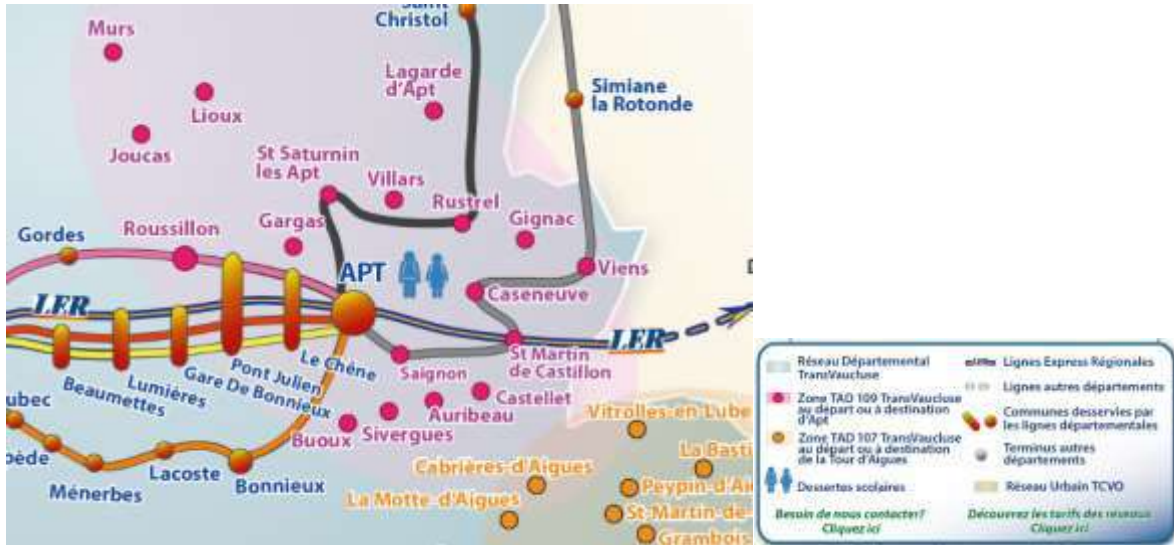 Murs
Christol
Lagarde
d'Apt
Simiane
la Rotonde
Lioux
Joucas
St Saturnin
les Apt
Villars
Rustrel
Gargas
Gignac
Roussillon
Gordes
APT
Viens
Caseneuve
LER
LER
St Martin
de Castillon
Le Chêne
Pont Julien
Gare De Bonnieux
Lumières
Beaumettes
Saignon
Castellet
Auribeau
Sivergues
Buoux
Vitrolles-en-Lube
Lacoste
Bonnieux
Ménerbes
Cabrières-d'Aigues
La Motte-d'Aigues
La Basti
Peypin-d'Ai
St-Martin-de-
Grambois
Réseau Départemental
TransVaucluse
Zone TAD 109 TransVaucluse
au départ ou à destination
d'Apt
Zone TAD 107 TransVaucluse
au départ ou à destination
de la Tour d'Aigues
Dessertes scolaires
Besoin de nous contacter?
Cliquez ici
Lignes Express Régionales
Lignes autres départements
Communes desservies par
les lignes départementales
Terminus autres
départements
Réseau Urbain TCVO
Découvrez les tarifs des réseaux
Cliquez ici